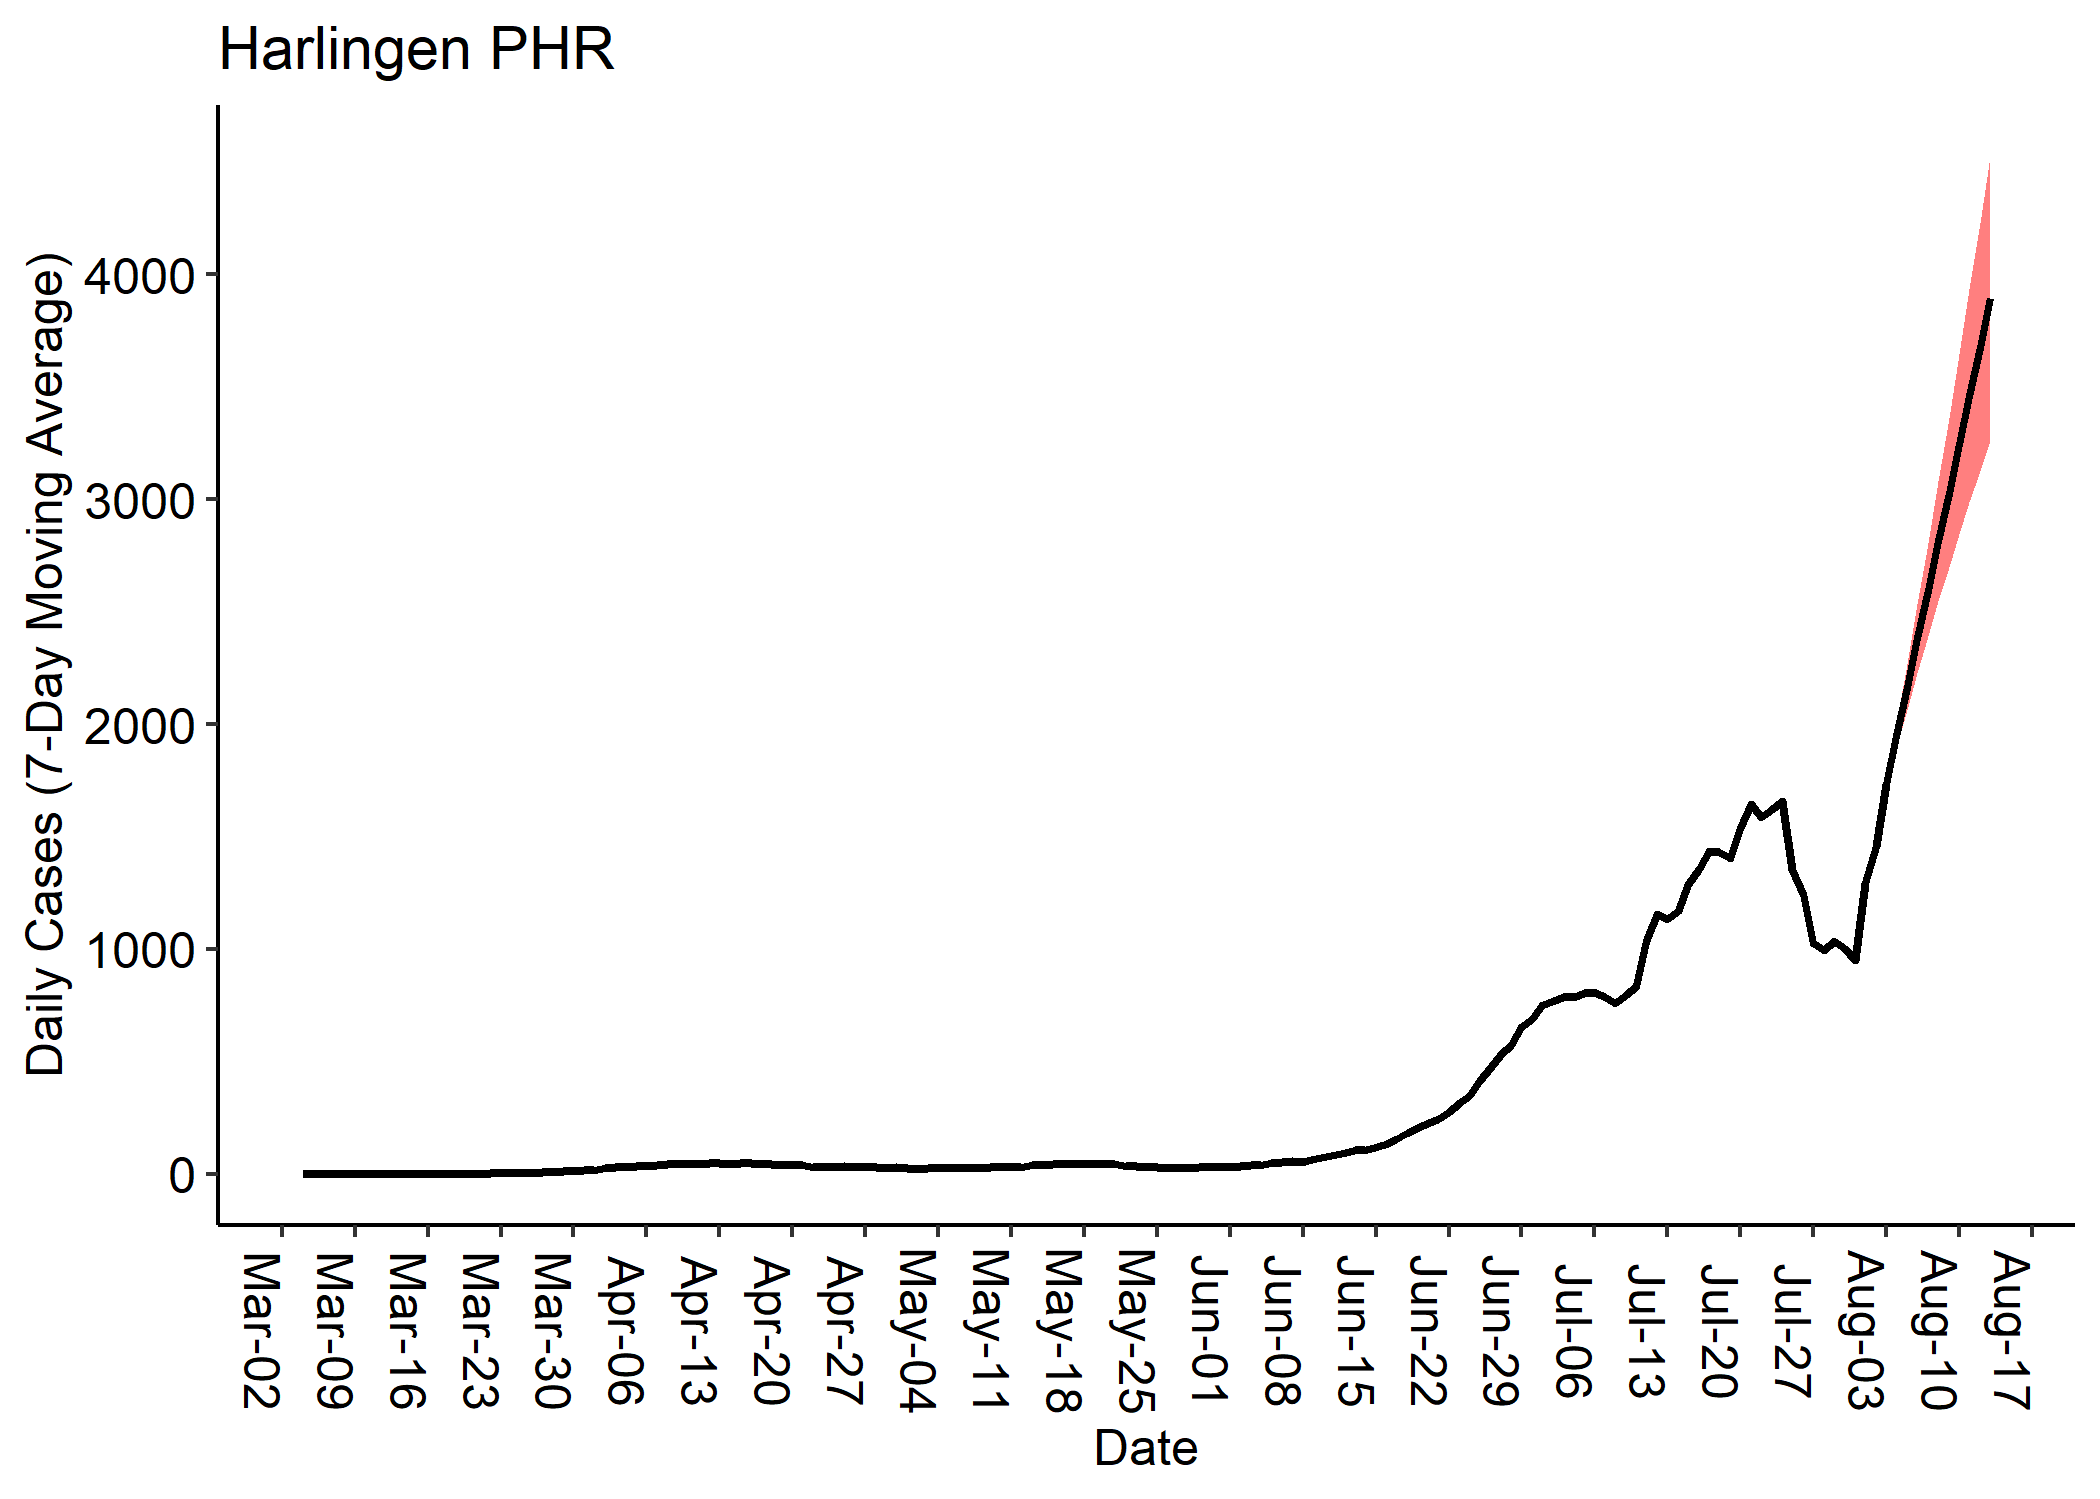 Harlingen PHR
Daily Cases (7-Day Moving Average)
4000
3000
2000
1000
0
Mar-02
Mar-09
Mar-16
Mar-23
Mar-30
Apr-06
Apr-13
Apr-20
Apr-27
May-04
May-11
May-18
May-25
Jun-01
Jun-08
Jun-15
Jun-22
Jun-29
Jul-06
Jul-13
Jul-20
Jul-27
Aug-03
Aug-10
Aug-17
Date